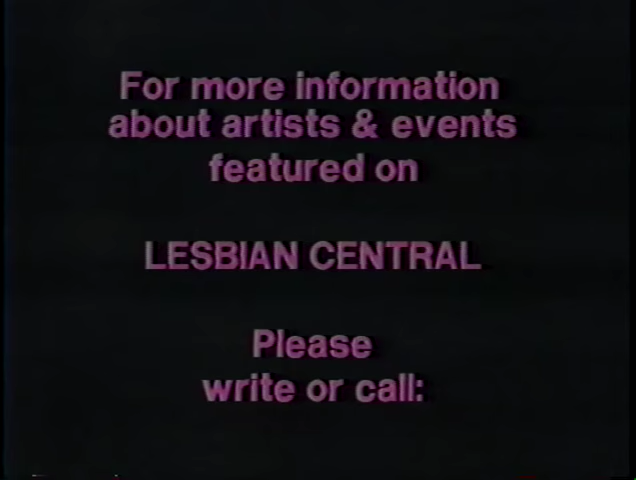 For more information
about artists & events
featured on
LESBIAN CENTRAL
Please
write or call: